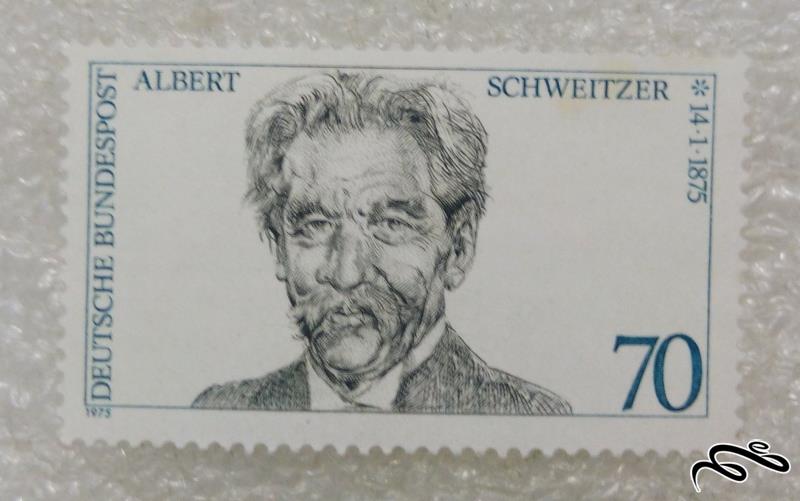 ALBERT SCHWEITZER
*14·1·1875
DEUTSCHE BUNDESPOST
70
1975